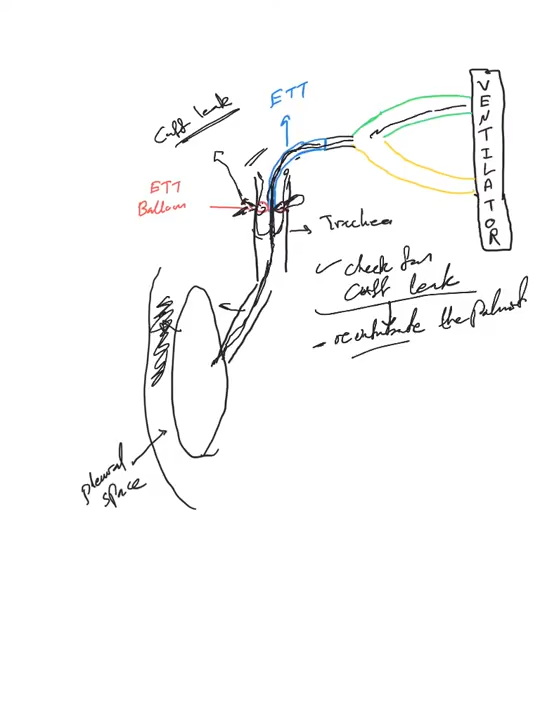 VENTILATOR
ETT
Cuff leak
ETT
Balloon
Trachea
✓ check for
Cuff leak
- reintubate the patient
pleural
space